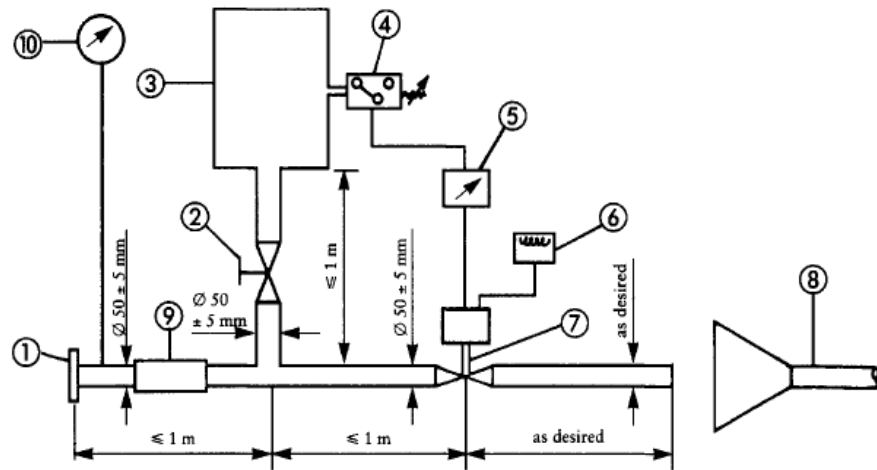 ⑩
④
③
⑤
②
⩽ 1 m
⑥
Ø 50 ± 5 mm
Ø 50
± 5 mm
Ø 50 ± 5 mm
as desired
⑦
⑧
⑨
①
⩽ 1 m
⩽ 1 m
as desired